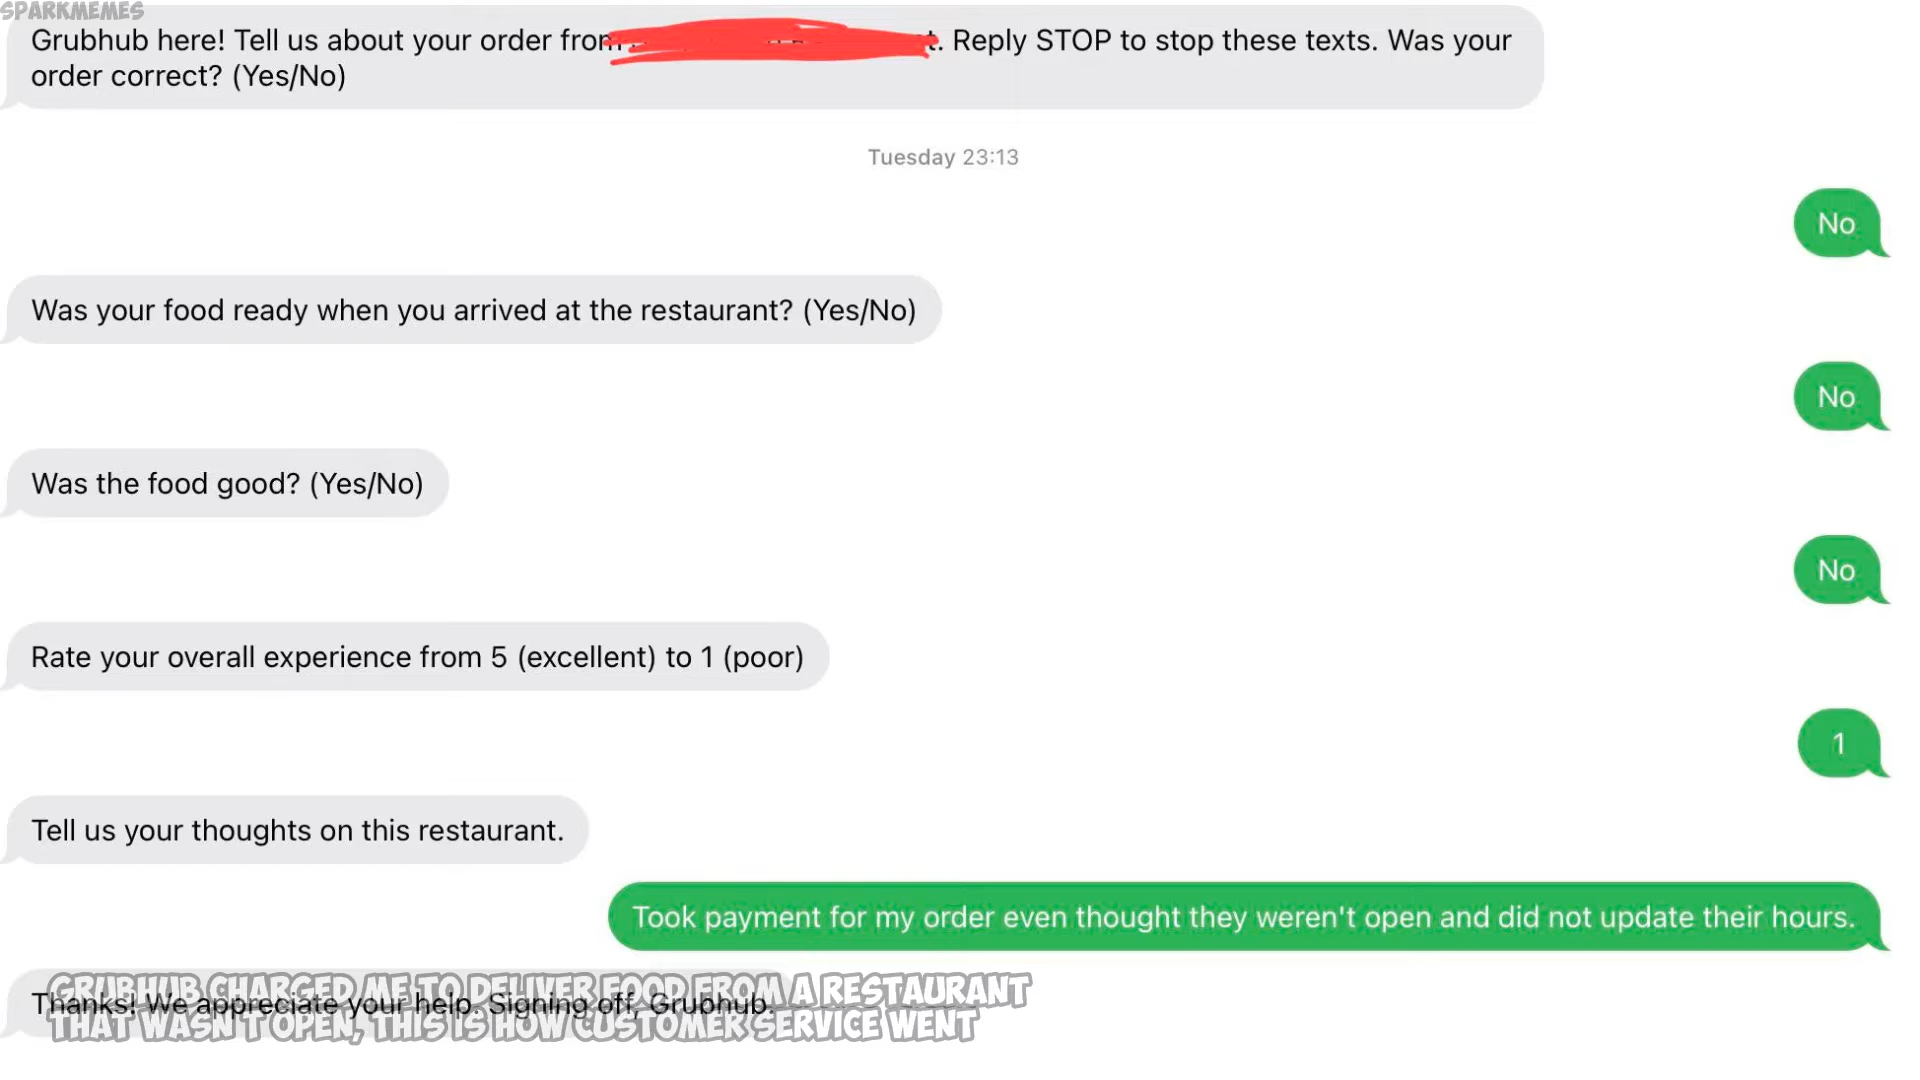 SPARKMEMES
Grubhub here! Tell us about your order from t. Reply STOP to stop these texts. Was your
order correct? (Yes/No)
Tuesday 23:13
No
Was your food ready when you arrived at the restaurant? (Yes/No)
No
Was the food good? (Yes/No)
No
Rate your overall experience from 5 (excellent) to 1 (poor)
1
Tell us your thoughts on this restaurant.
Took payment for my order even thought they weren't open and did not update their hours.
Thanks! We appreciate your help. Signing off, Grubhub.
GRUBHUB CHARGED ME TO DELIVER FOOD FROM A RESTAURANT
THAT WASN'T OPEN, THIS IS HOW CUSTOMER SERVICE WENT